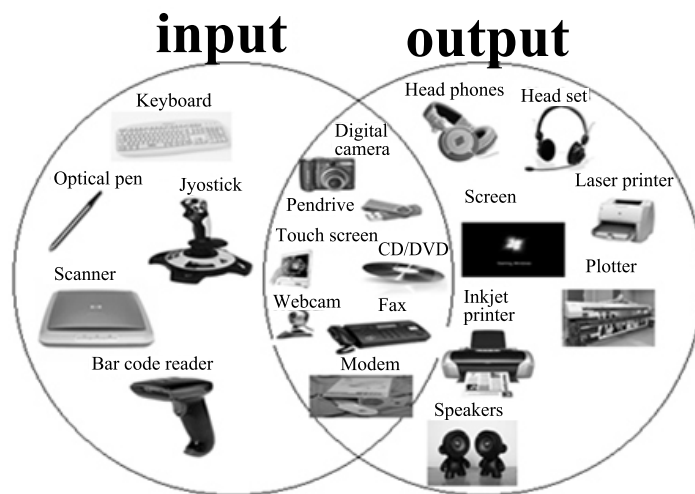 input
output
Keyboard
Optical pen
Jyostick
Scanner
Bar code reader
Digital
camera
Pendrive
Touch screen
CD/DVD
Webcam
Fax
Modem
Head phones
Head set
Laser printer
Screen
Plotter
Inkjet
printer
Speakers